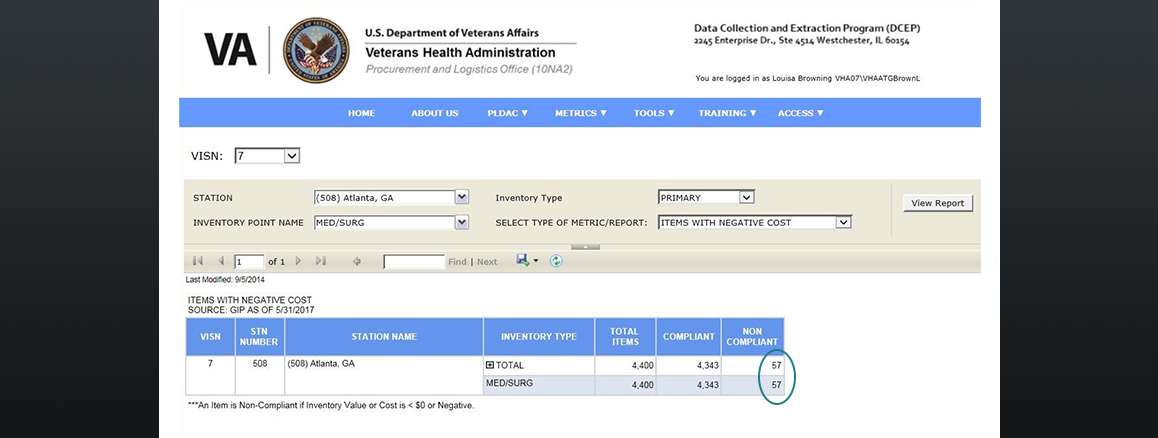 VA
U.S. Department of Veterans Affairs
Veterans Health Administration
Procurement and Logistics Office (10NA2)
Data Collection and Extraction Program (DCEP)
2245 Enterprise Dr., Ste 4514 Westchester, IL 60154
You are logged in as Louisa Browning VHA07\VHAATGBrownL
HOME ABOUT US PLDAC ▼ METRICS ▼ TOOLS ▼ TRAINING ▼ ACCESS ▼
VISN: 7
STATION (508) Atlanta, GA Inventory Type PRIMARY
View Report
INVENTORY POINT NAME MED/SURG SELECT TYPE OF METRIC/REPORT: ITEMS WITH NEGATIVE COST
1 of 1 Find | Next
Last Modified: 9/5/2014
ITEMS WITH NEGATIVE COST
SOURCE: GIP AS OF 5/31/2017
VISN STN NUMBER STATION NAME INVENTORY TYPE TOTAL ITEMS COMPLIANT NON COMPLIANT
7 508 (508) Atlanta, GA TOTAL 4,400 4,343 57
MED/SURG 4,400 4,343 57
***An Item is Non-Compliant if Inventory Value or Cost is < $0 or Negative.